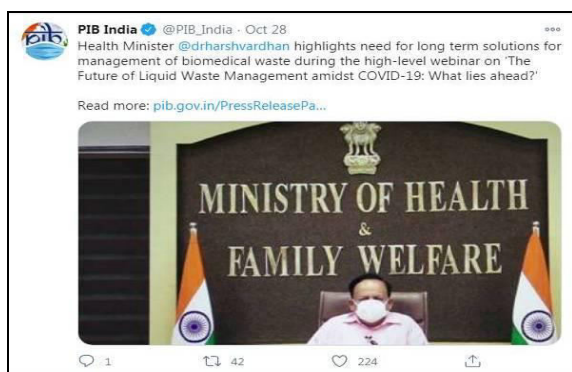 PIB India @PIB_India · Oct 28
Health Minister @drharshvardhan highlights need for long term solutions for
management of biomedical waste during the high-level webinar on 'The
Future of Liquid Waste Management amidst COVID-19: What lies ahead?'
Read more: pib.gov.in/PressReleasePa...
MINISTRY OF HEALTH
&
FAMILY WELFARE
1 42 224